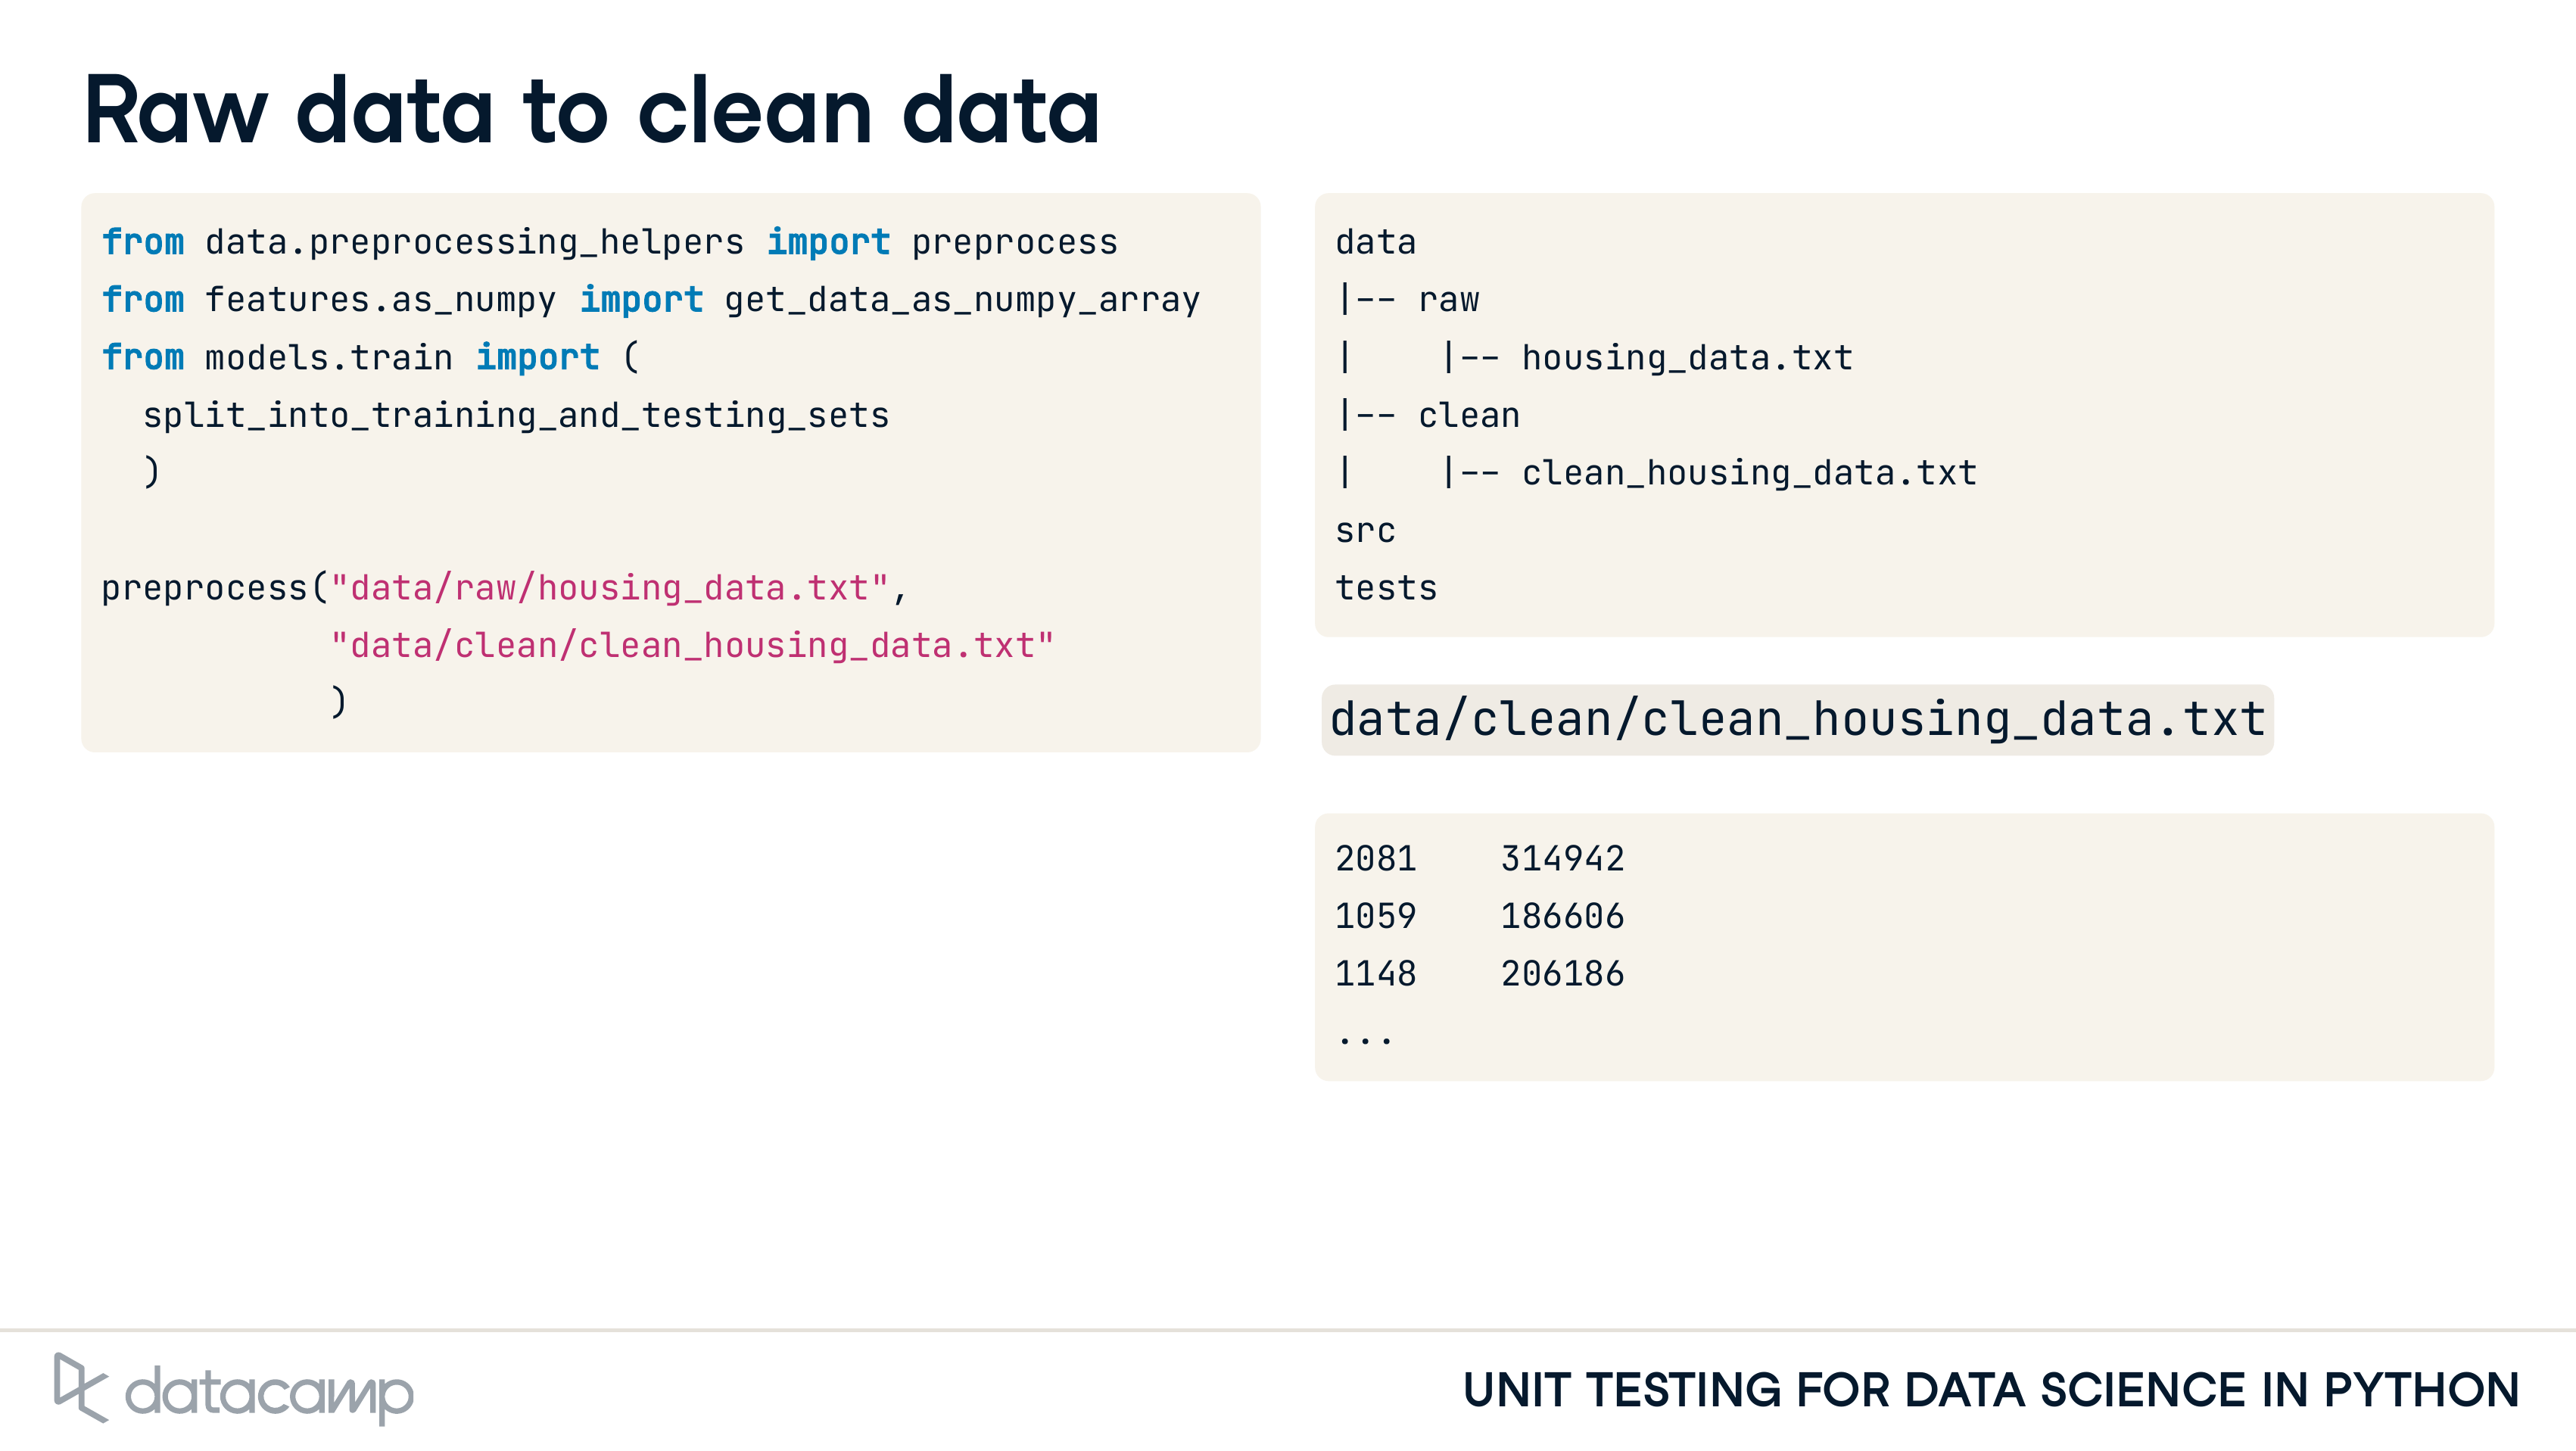 Raw data to clean data
from data.preprocessing_helpers import preprocess
from features.as_numpy import get_data_as_numpy_array
from models.train import (
  split_into_training_and_testing_sets
  )
preprocess("data/raw/housing_data.txt",
           "data/clean/clean_housing_data.txt"
           )
data
|-- raw
|    |-- housing_data.txt
|-- clean
|    |-- clean_housing_data.txt
src
tests
data/clean/clean_housing_data.txt
2081    314942
1059    186606
1148    206186
...
datacamp
UNIT TESTING FOR DATA SCIENCE IN PYTHON